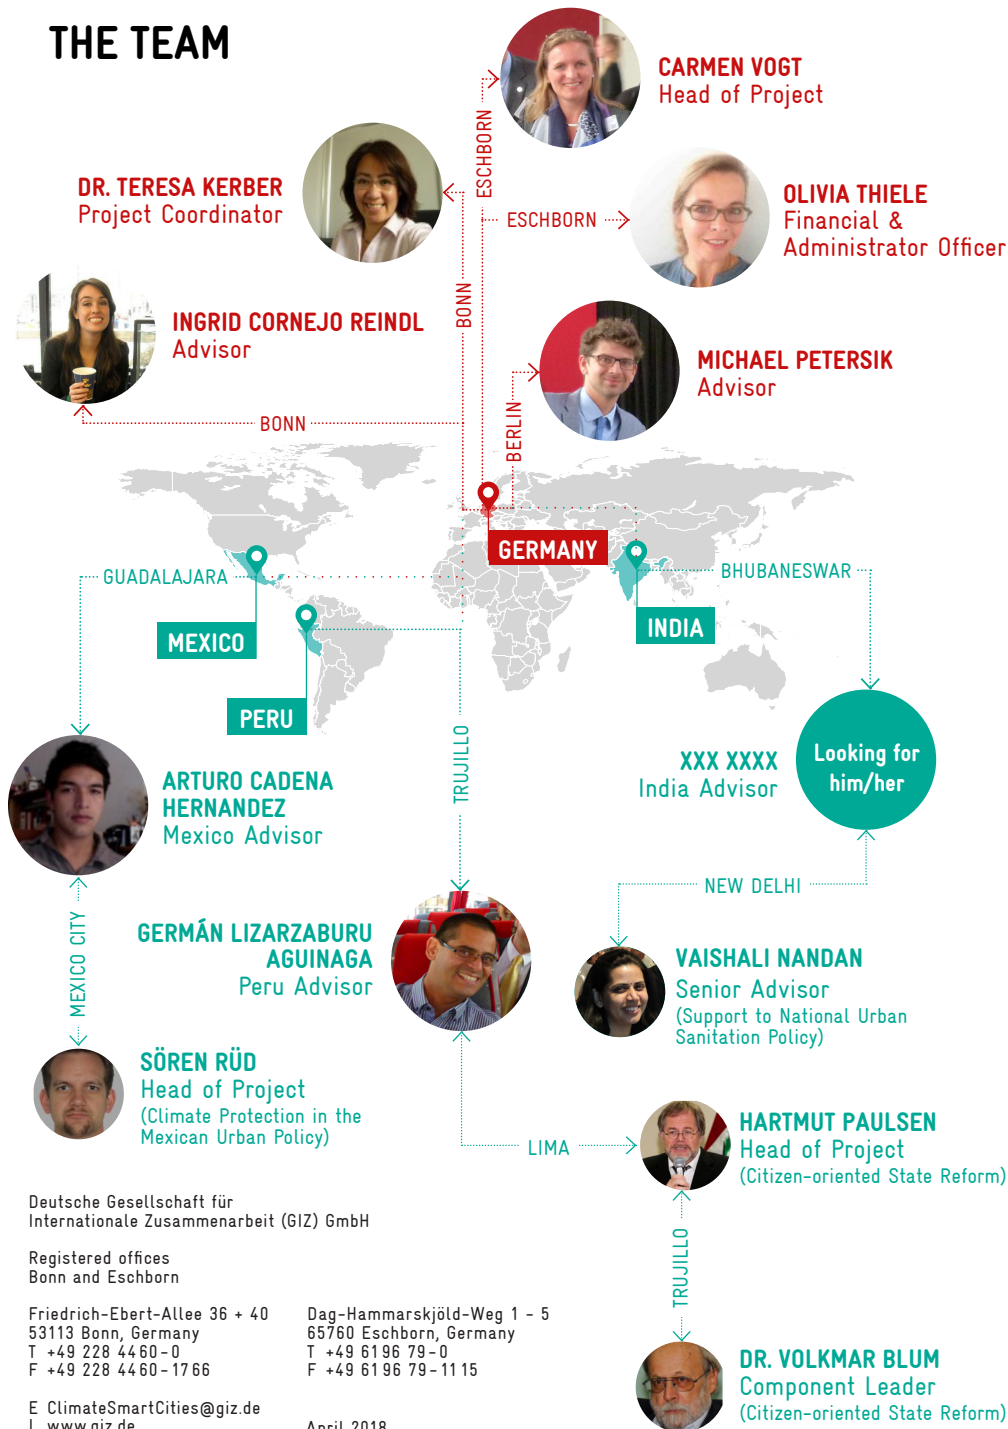 THE TEAM
CARMEN VOGT
Head of Project
ESCHBORN
DR. TERESA KERBER
Project Coordinator
ESCHBORN
OLIVIA THIELE
Financial &
Administrator Officer
BONN
INGRID CORNEJO REINDL
Advisor
MICHAEL PETERSIK
Advisor
BONN
BERLIN
GERMANY
GUADALAJARA
BHUBANESWAR
MEXICO
INDIA
PERU
TRUJILLO
Looking for
him/her
XXX XXXX
India Advisor
ARTURO CADENA
HERNANDEZ
Mexico Advisor
NEW DELHI
MEXICO CITY
GERMÁN LIZARZABURU
AGUINAGA
Peru Advisor
VAISHALI NANDAN
Senior Advisor
(Support to National Urban
Sanitation Policy)
SÖREN RÜD
Head of Project
(Climate Protection in the
Mexican Urban Policy)
LIMA
HARTMUT PAULSEN
Head of Project
(Citizen-oriented State Reform)
TRUJILLO
DR. VOLKMAR BLUM
Component Leader
(Citizen-oriented State Reform)
Deutsche Gesellschaft für
Internationale Zusammenarbeit (GIZ) GmbH
Registered offices
Bonn and Eschborn
Friedrich-Ebert-Allee 36 + 40
53113 Bonn, Germany
T +49 228 4460-0
F +49 228 4460-1766
Dag-Hammarskjöld-Weg 1 - 5
65760 Eschborn, Germany
T +49 6196 79-0
F +49 6196 79-1115
E ClimateSmartCities@giz.de
I www.giz.de
April 2018